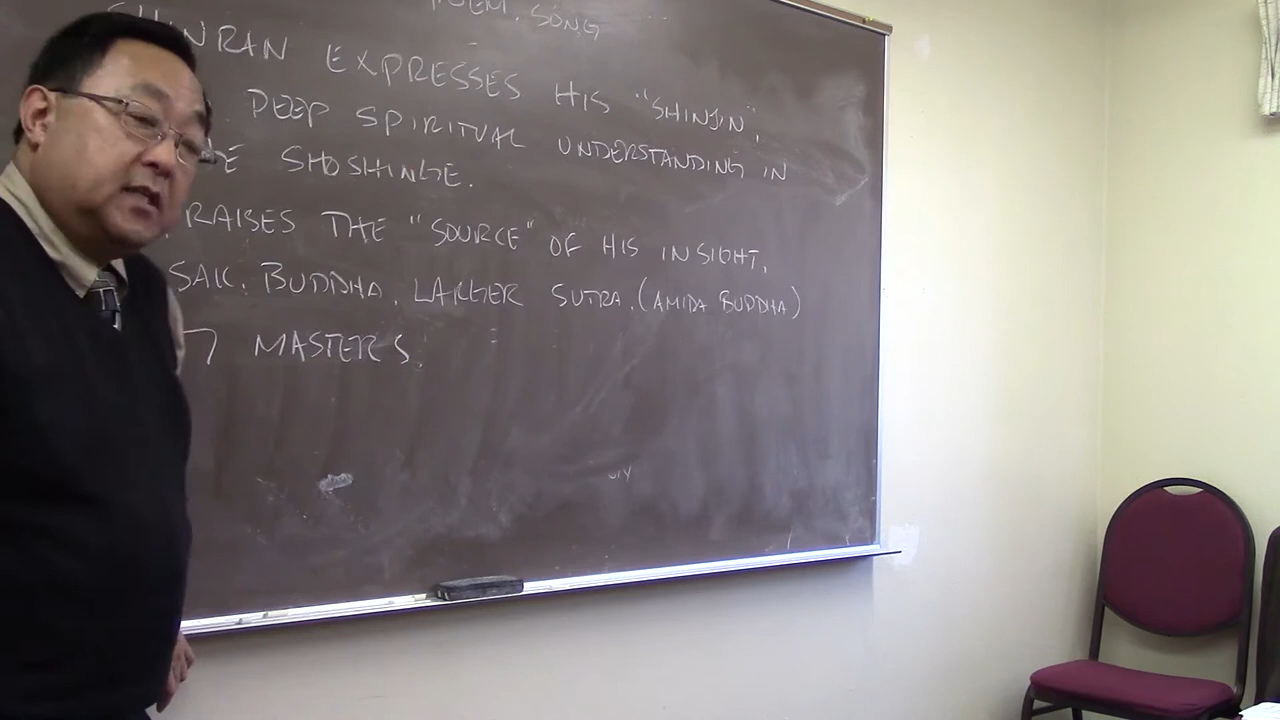 POEM, SONG
SHINRAN EXPRESSES HIS "SHINJIN",
DEEP SPIRITUAL UNDERSTANDING IN
SHOSHINGE.
RAISES THE "SOURCE" OF HIS INSIGHT,
SAK. BUDDHA, LARGER SUTRA, (AMIDA BUDDHA)
7 MASTERS.